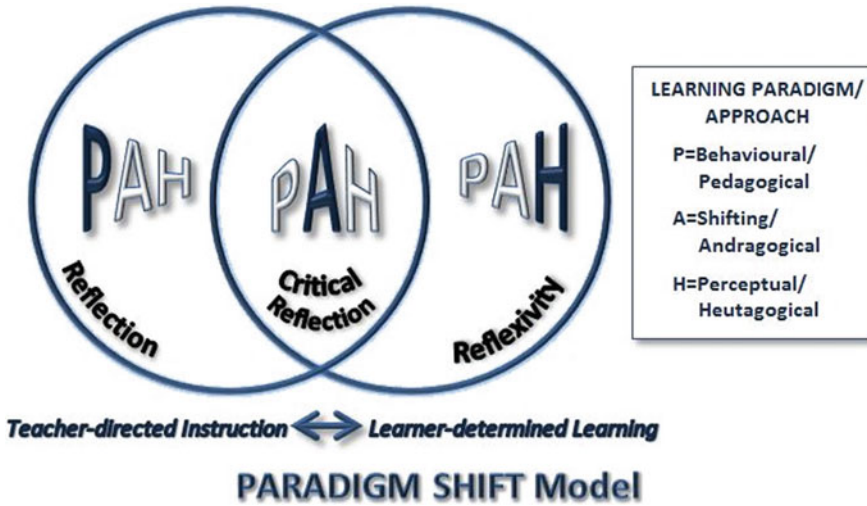 PAH
Reflection
PAH
Critical
Reflection
PAH
Reflexivity
LEARNING PARADIGM/
APPROACH
P=Behavioural/
Pedagogical
A=Shifting/
Andragogical
H=Perceptual/
Heutagogical
Teacher-directed Instruction
Learner-determined Learning
PARADIGM SHIFT Model